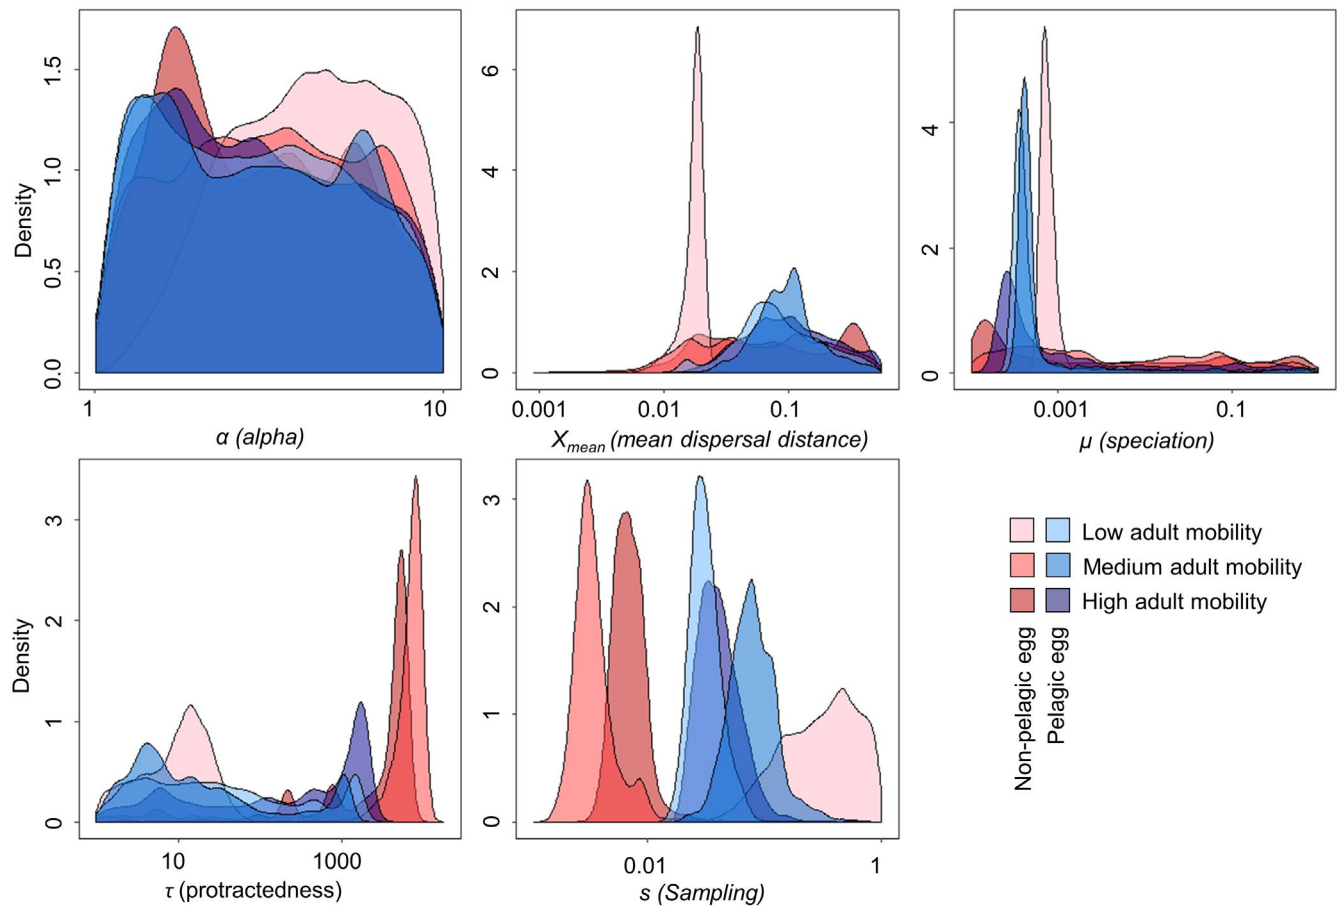 Density
1.5
1.0
0.5
0.0
1 10
α (alpha)
6
4
2
0
0.001 0.01 0.1
Xmean (mean dispersal distance)
4
2
0
0.001 0.1
μ (speciation)
Density
3
2
1
0
10 1000
τ (protractedness)
3
2
1
0
0.01 1
s (Sampling)
Low adult mobility
Medium adult mobility
High adult mobility
Non-pelagic egg
Pelagic egg